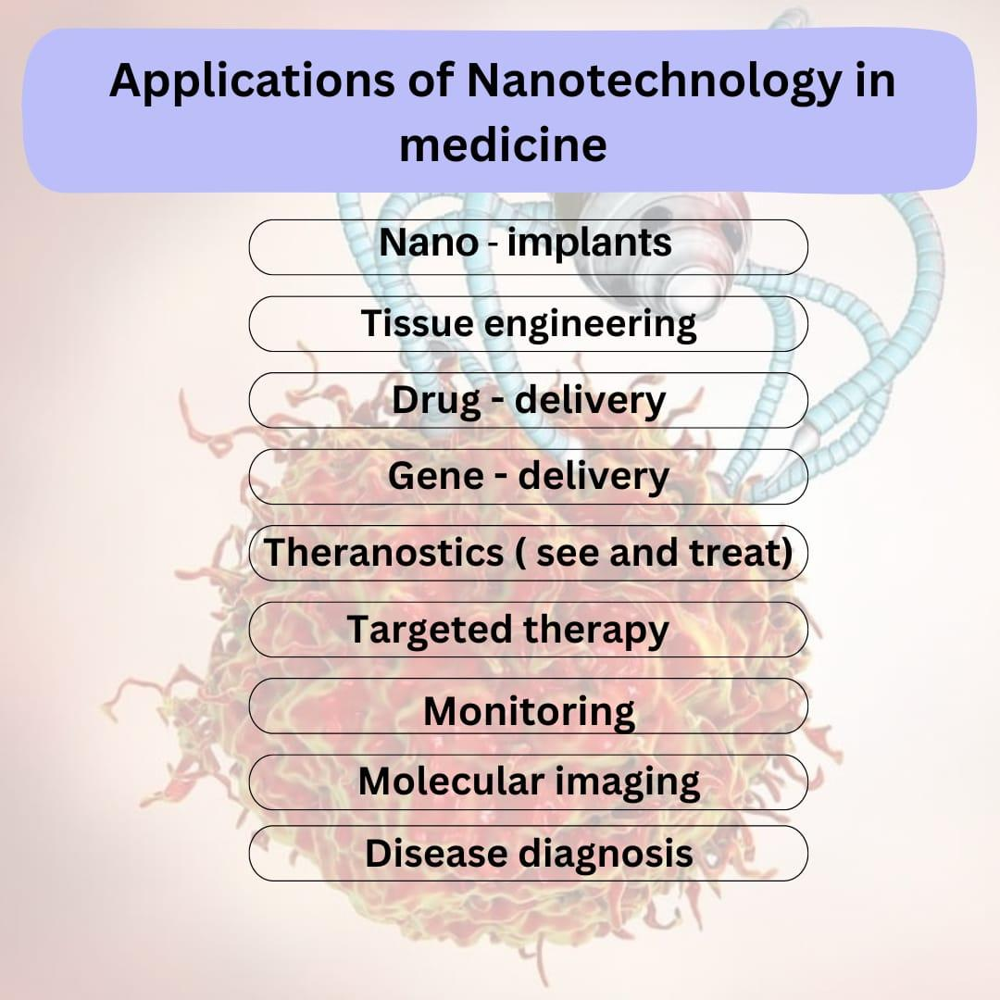 Applications of Nanotechnology in
medicine
Nano - implants
Tissue engineering
Drug - delivery
Gene - delivery
Theranostics ( see and treat)
Targeted therapy
Monitoring
Molecular imaging
Disease diagnosis